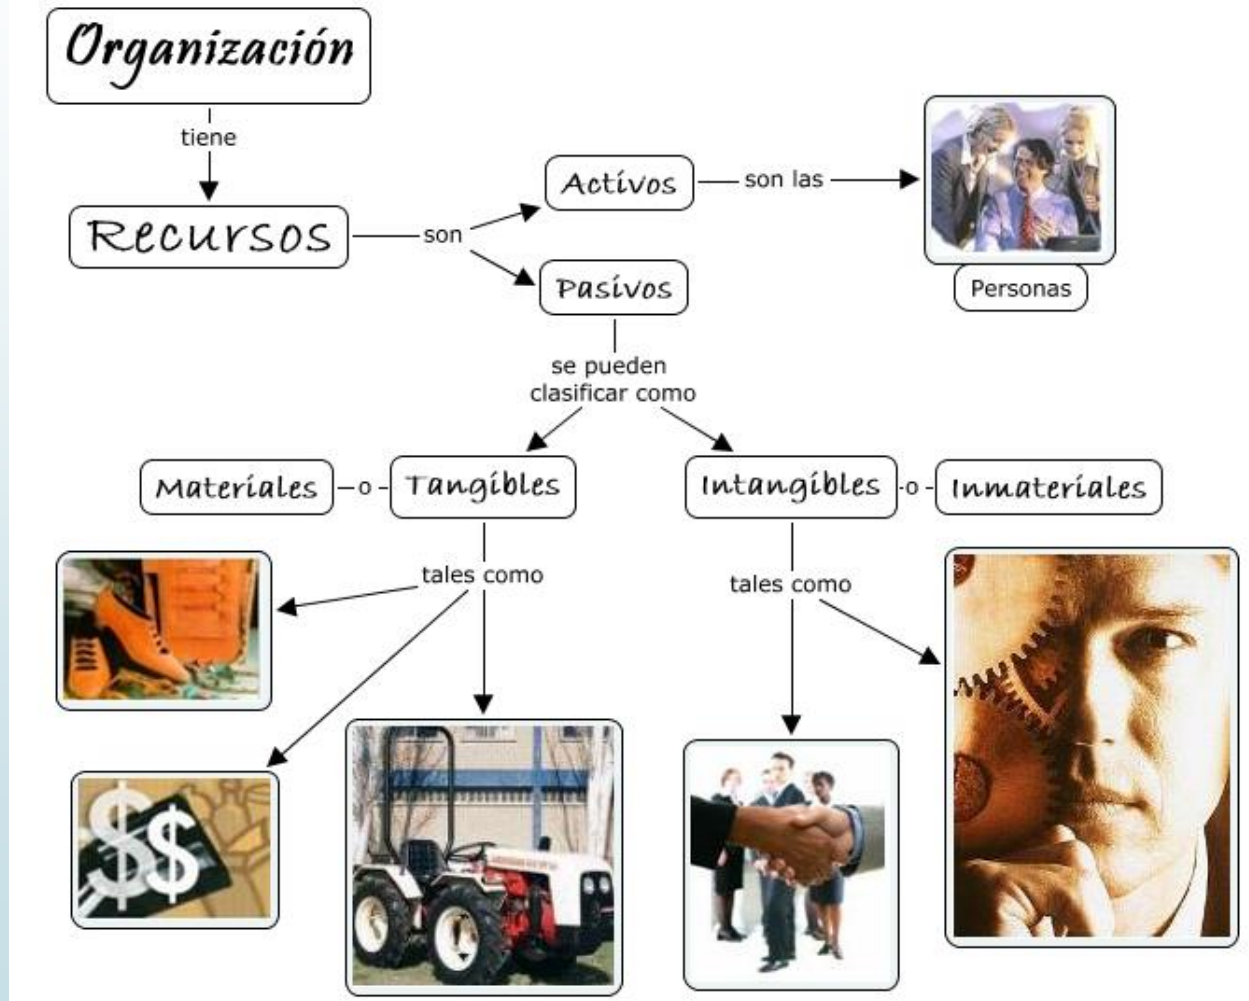 Organización
tiene
Recursos
son
Activos
son las
Personas
Pasivos
se pueden
clasificar como
Materiales
o
Tangibles
Intangibles
o
Inmateriales
tales como
tales como
$$